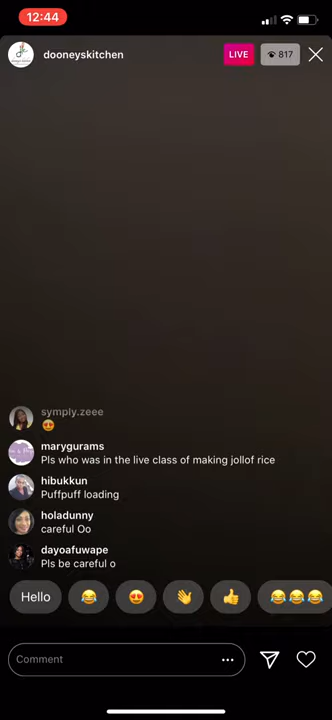 12:44
dooneyskitchen
LIVE
817
symply.zeee
😍
marygurams
Pls who was in the live class of making jollof rice
hibukkun
Puffpuff loading
holadunny
careful Oo
dayoafuwape
Pls be careful o
Hello 😂 😍 👋 👍 😂😂😂
Comment